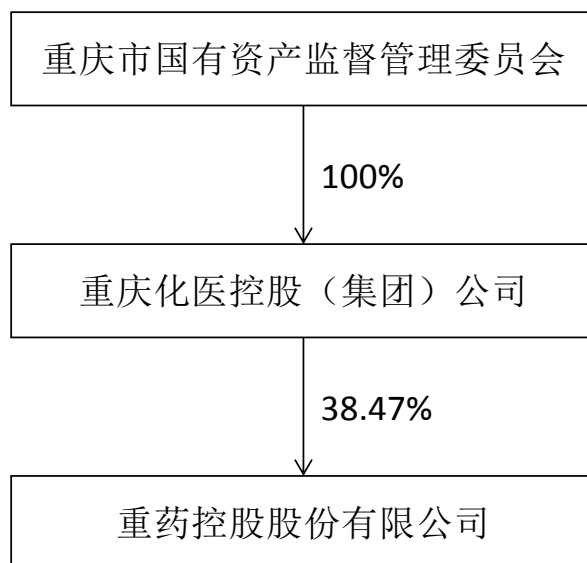 重庆市国有资产监督管理委员会
100%
重庆化医控股（集团）公司
38.47%
重药控股股份有限公司